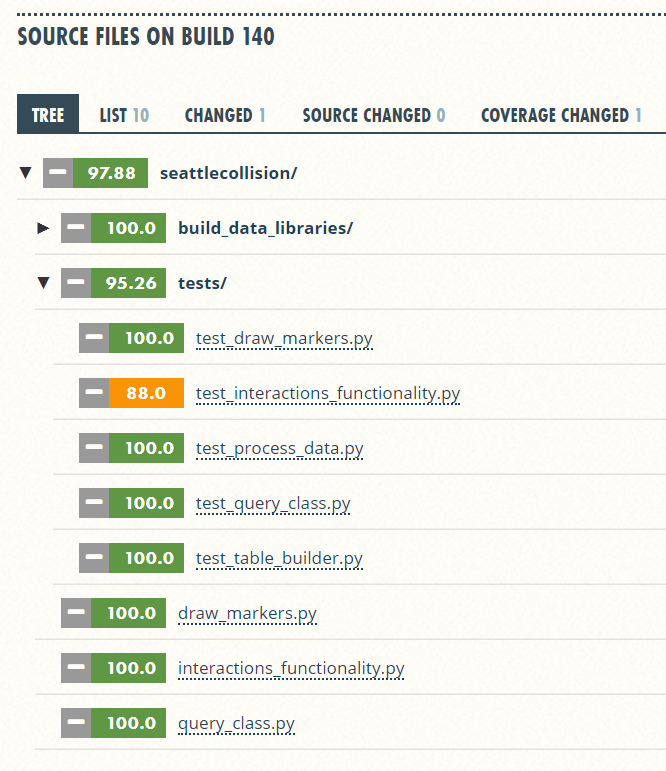 SOURCE FILES ON BUILD 140
TREE LIST 10 CHANGED 1 SOURCE CHANGED 0 COVERAGE CHANGED 1
97.88 seattlecollision/
100.0 build_data_libraries/
95.26 tests/
100.0 test_draw_markers.py
88.0 test_interactions_functionality.py
100.0 test_process_data.py
100.0 test_query_class.py
100.0 test_table_builder.py
100.0 draw_markers.py
100.0 interactions_functionality.py
100.0 query_class.py